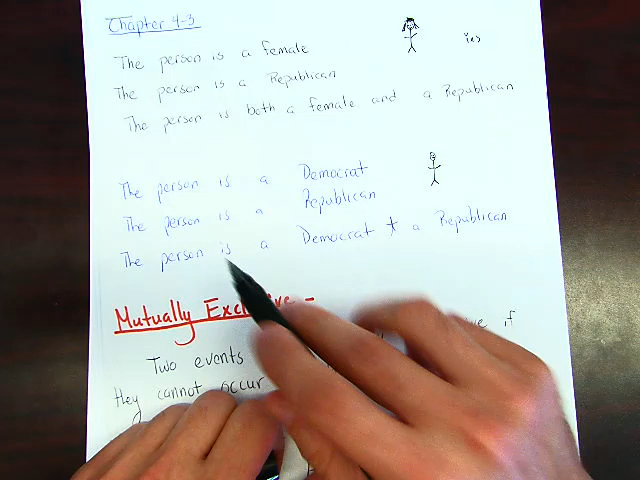 Chapter 4-3
The person is a female
yes
The person is a Republican
The person is both a female and a Republican
The person is a Democrat
The person is a Republican
The person is a Democrat + a Republican
Mutually Exclusive -
Two events if
they cannot occur